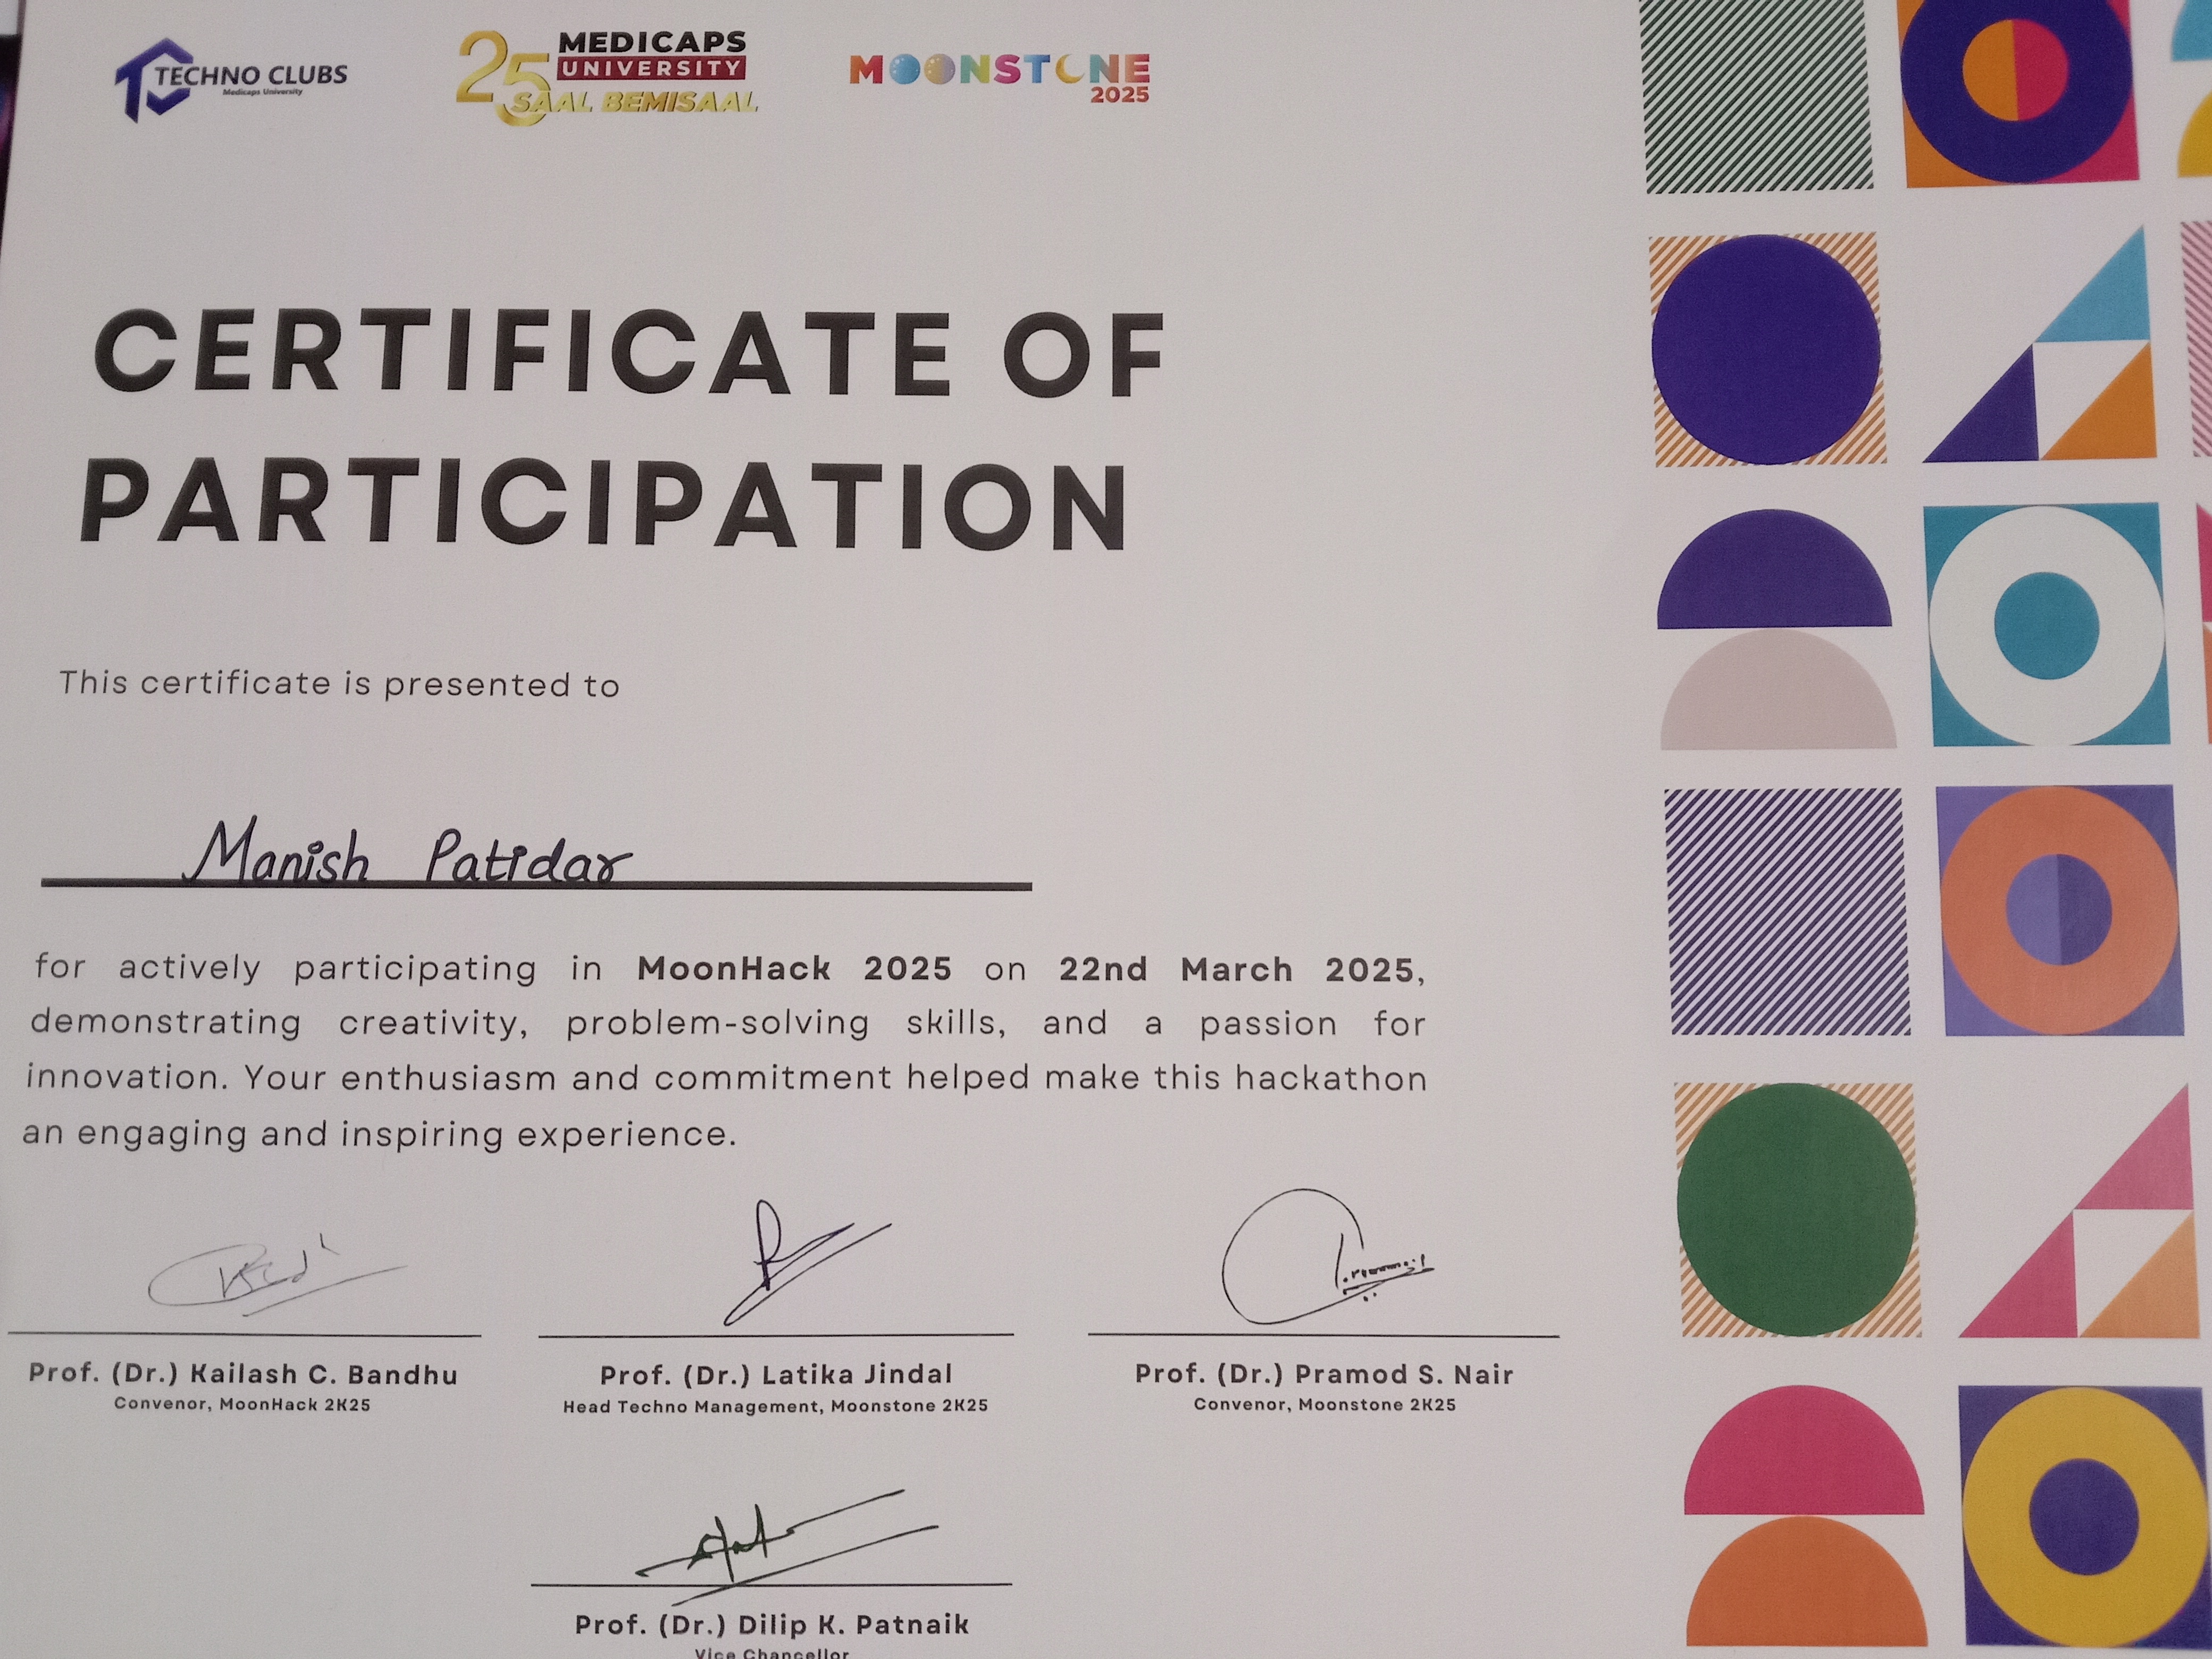 TECHNO CLUBS
Medicaps University
25 MEDICAPS
UNIVERSITY
SAAL BEMISAAL
MOONSTONE
2025
CERTIFICATE OF
PARTICIPATION
This certificate is presented to
Manish Patidar
for actively participating in MoonHack 2025 on 22nd March 2025,
demonstrating creativity, problem-solving skills, and a passion for
innovation. Your enthusiasm and commitment helped make this hackathon
an engaging and inspiring experience.
Prof. (Dr.) Kailash C. Bandhu
Convenor, MoonHack 2K25
Prof. (Dr.) Latika Jindal
Head Techno Management, Moonstone 2K25
Prof. (Dr.) Pramod S. Nair
Convenor, Moonstone 2K25
Prof. (Dr.) Dilip K. Patnaik
Vice Chancellor